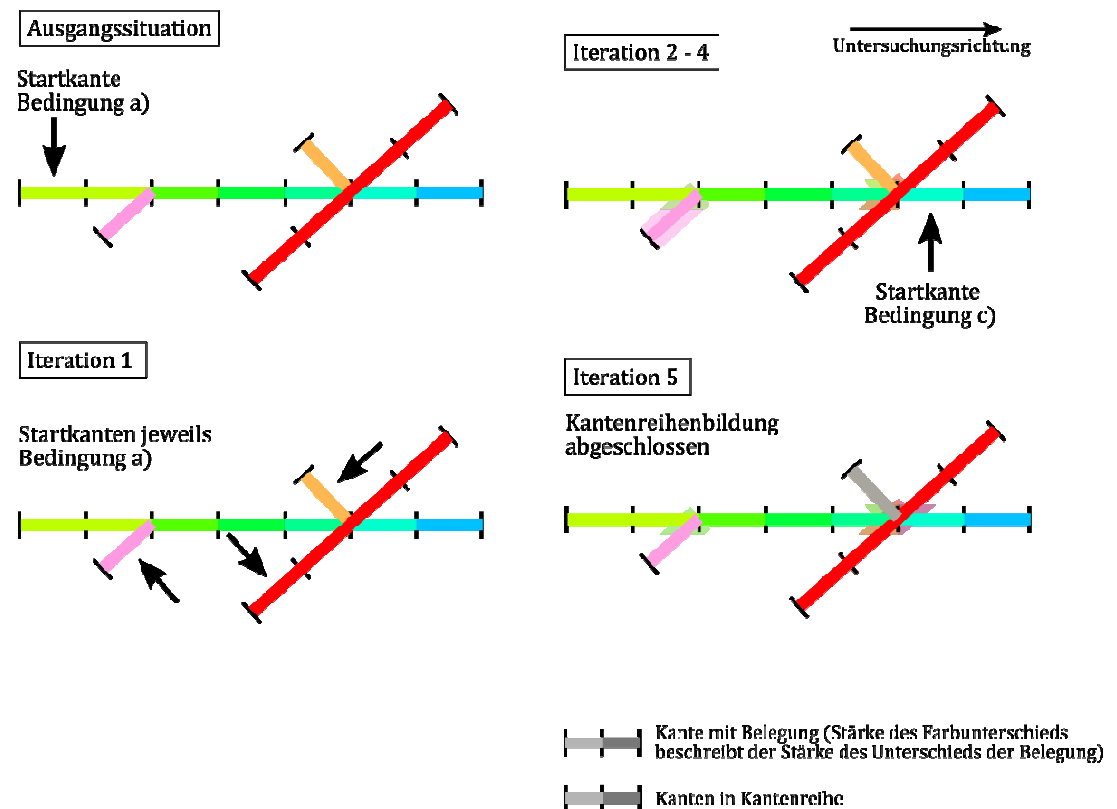 Ausgangssituation
Startkante
Bedingung a)
Iteration 1
Startkanten jeweils
Bedingung a)
Untersuchungsrichtung
Iteration 2 - 4
Startkante
Bedingung c)
Iteration 5
Kantenreihenbildung
abgeschlossen
Kante mit Belegung (Stärke des Farbunterschieds
beschreibt der Stärke des Unterschieds der Belegung)
Kanten in Kantenreihe